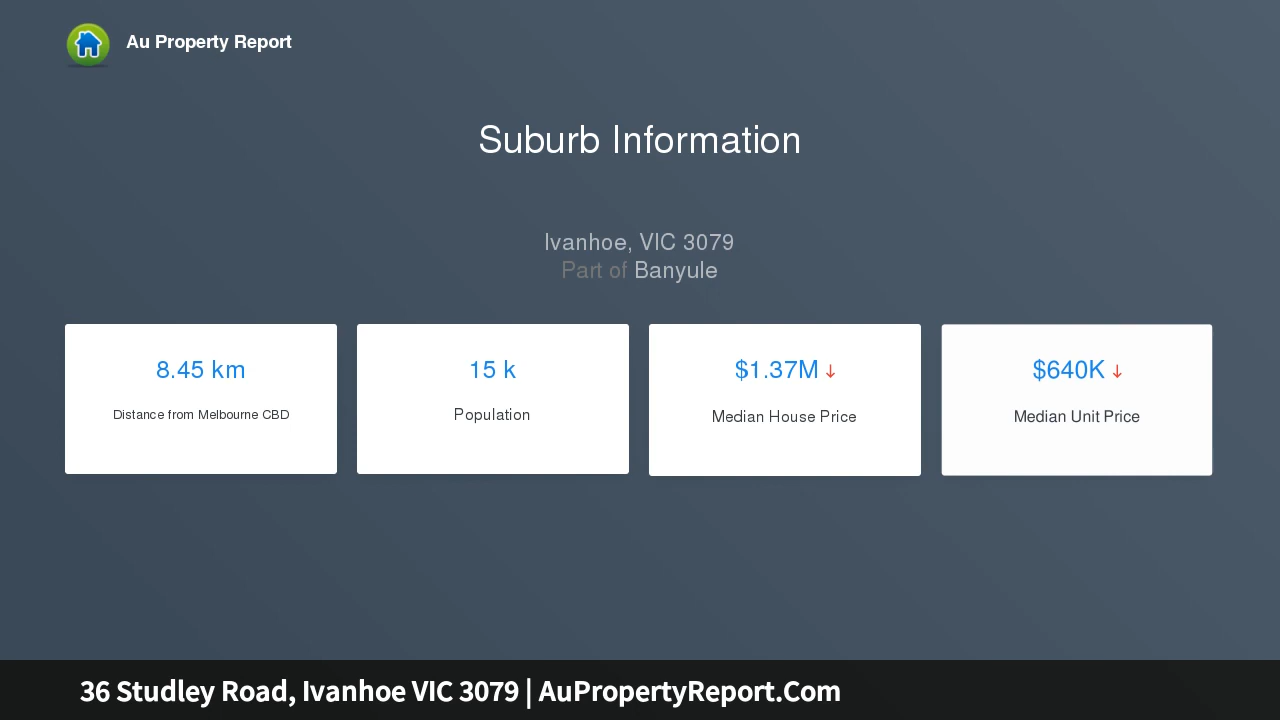 Au Property Report
Suburb Information
Ivanhoe, VIC 3079
Part of Banyule
8.45 km
Distance from Melbourne CBD
15 k
Population
$1.37M ↓
Median House Price
$640K ↓
Median Unit Price
36 Studley Road, Ivanhoe VIC 3079 | AuPropertyReport.Com